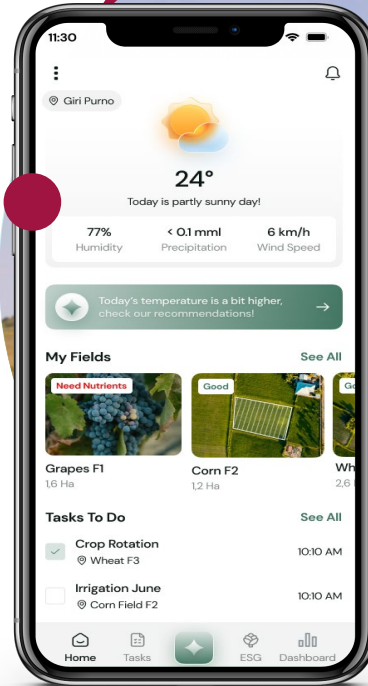 11:30
Giri Purno
24°
Today is partly sunny day!
77% < 0.1 mml 6 km/h
Humidity Precipitation Wind Speed
Today's temperature is a bit higher,
check our recommendations!
My Fields See All
Need Nutrients Good
Grapes F1 Corn F2 Wh
1,6 Ha 1,2 Ha 2,6
Tasks To Do See All
Crop Rotation
Wheat F3
10:10 AM
Irrigation June
Corn Field F2
10:10 AM
Home Tasks ESG Dashboard